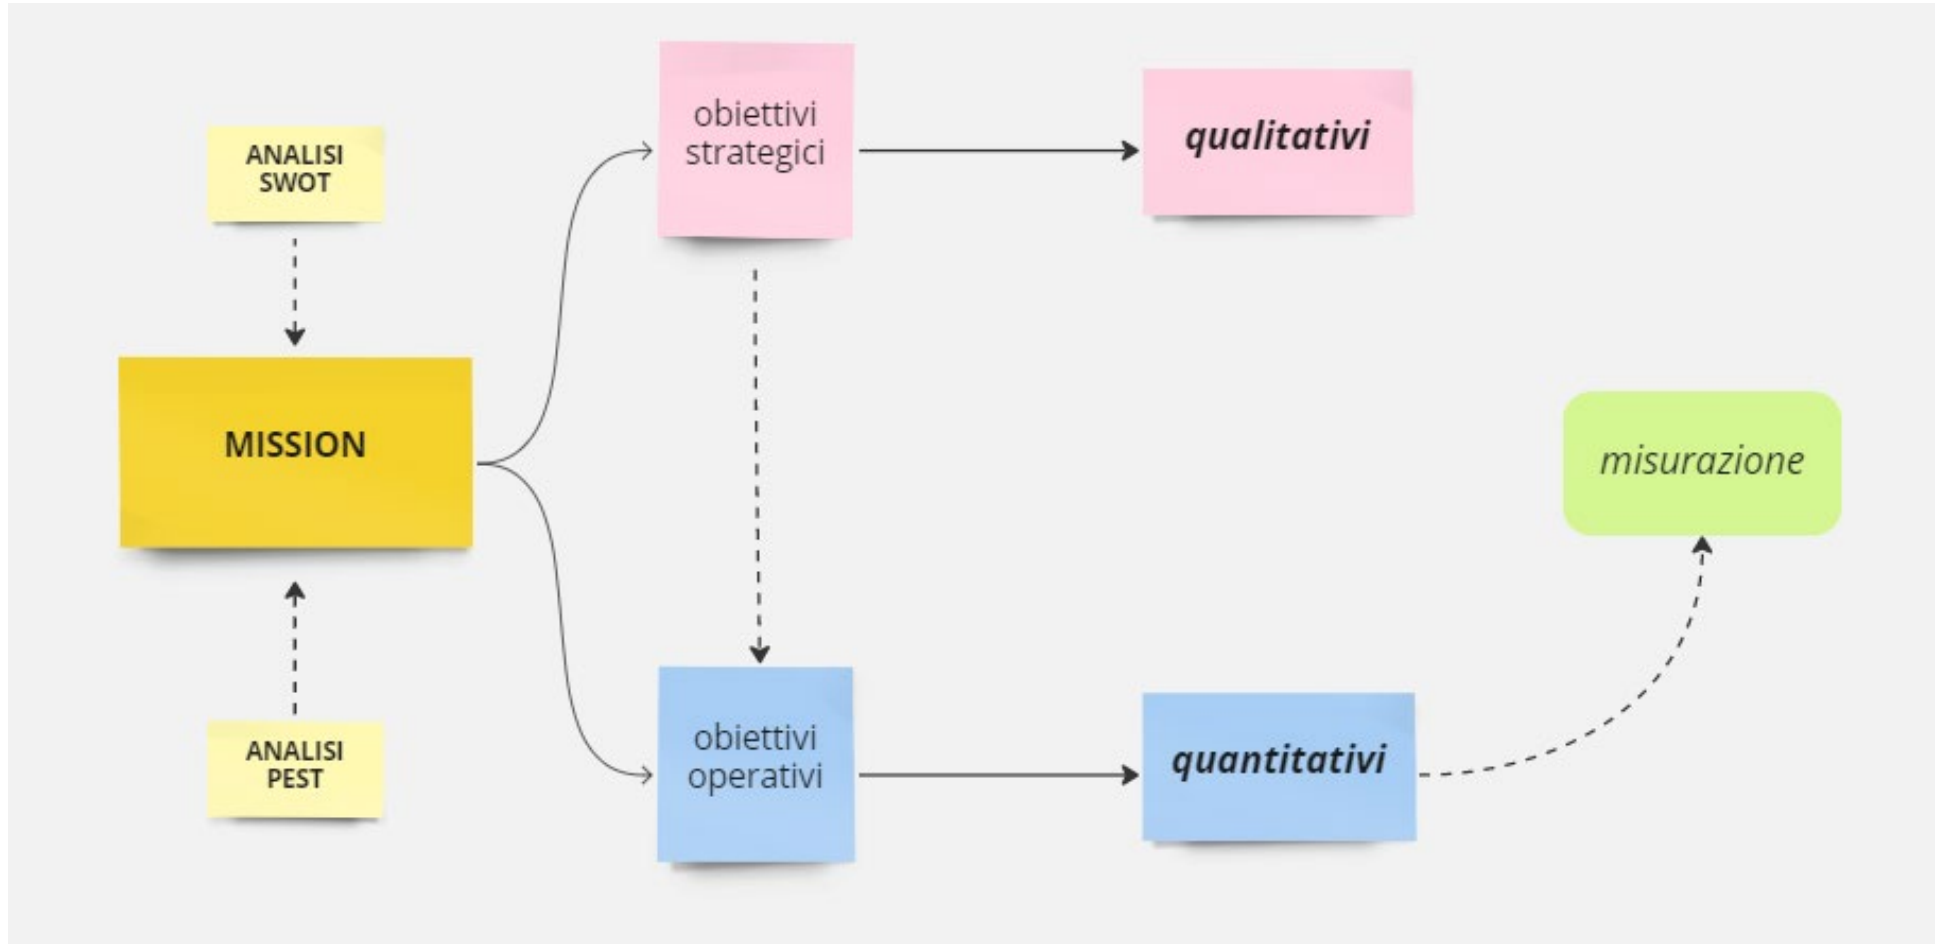 ANALISI
SWOT
MISSION
ANALISI
PEST
obiettivi
strategici
qualitativi
obiettivi
operativi
quantitativi
misurazione